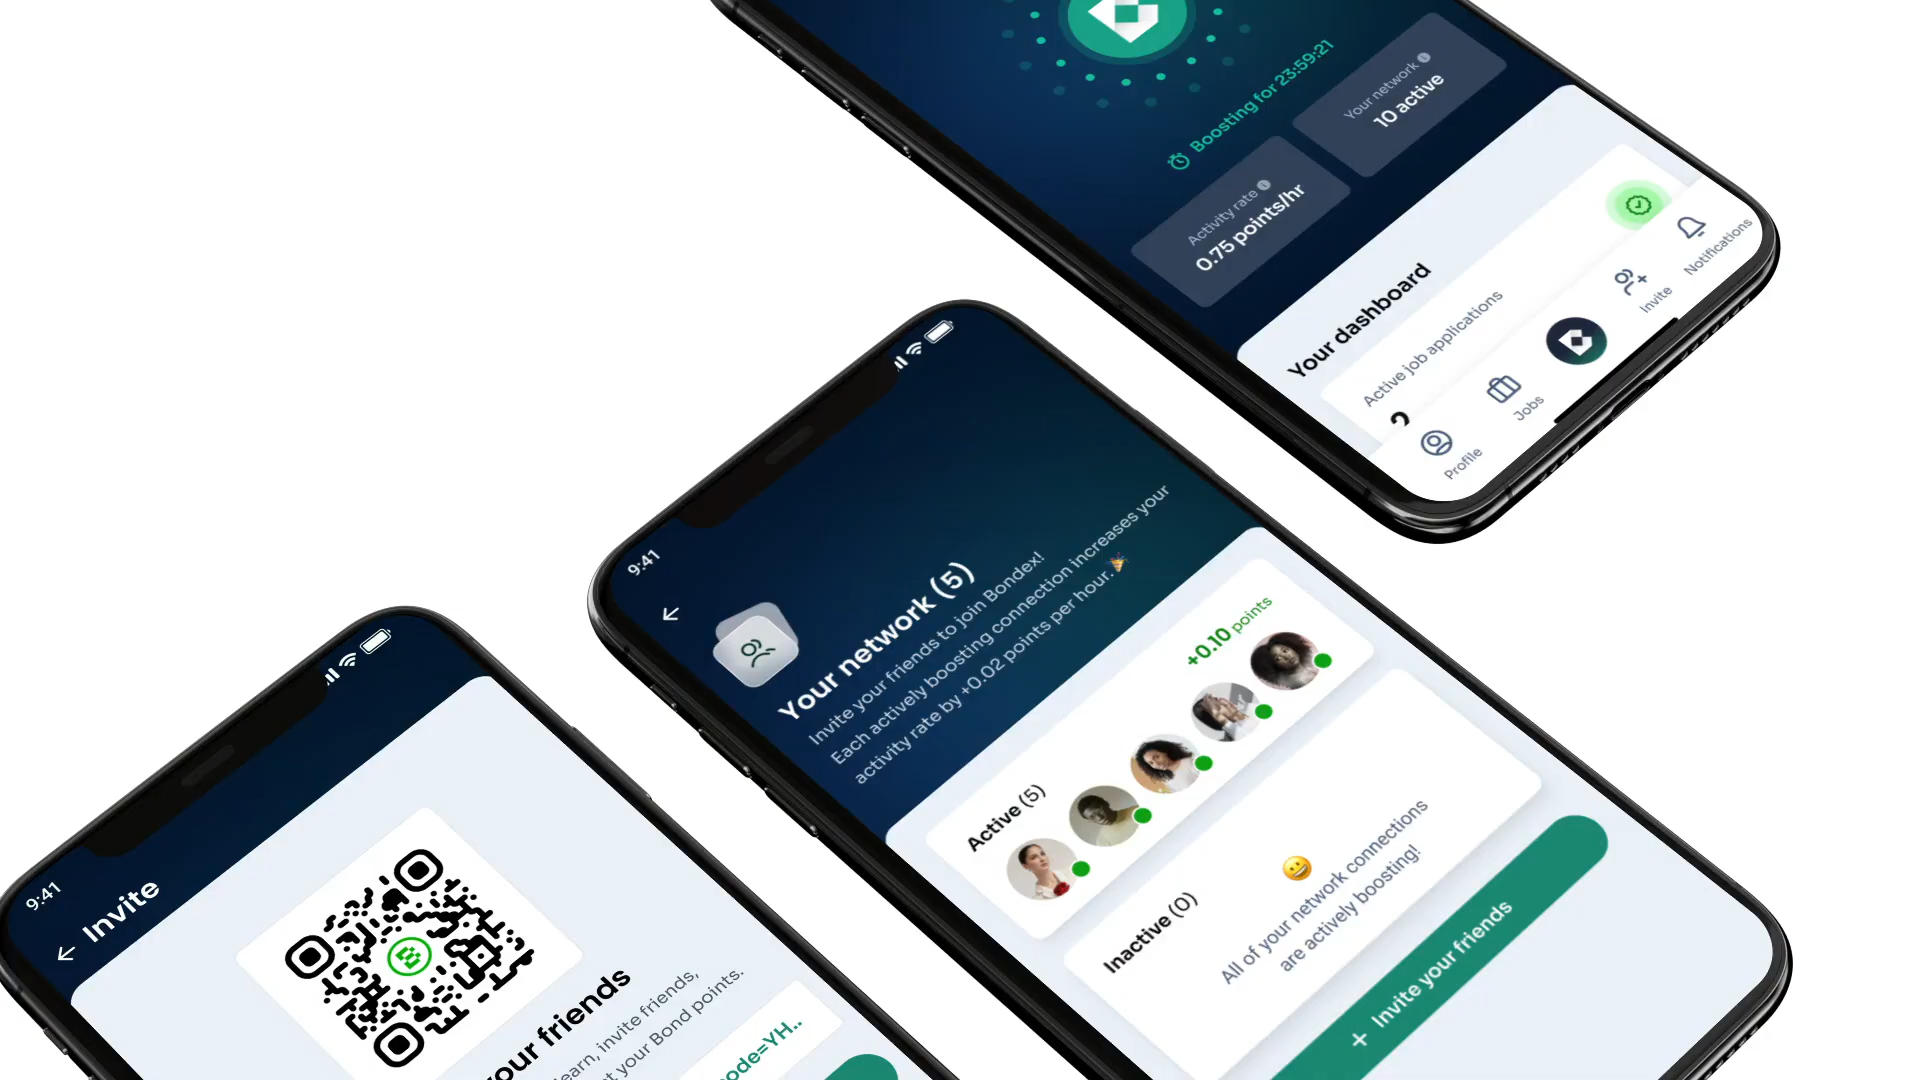 Boosting for 23:59:21
Activity rate
0.75 points/hr
Your network
10 active
Your dashboard
Active job applications
Profile
Jobs
Invite
Notifications
9:41
Your network (5)
Invite your friends to join Bondex!
Each actively boosting connection increases your
activity rate by +0.02 points per hour.
Active (5)
+0.10 points
Inactive (0)
All of your network connections
are actively boosting!
+ Invite your friends
9:41
Invite
your friends
learn, invite friends,
your Bond points.
code=YH..